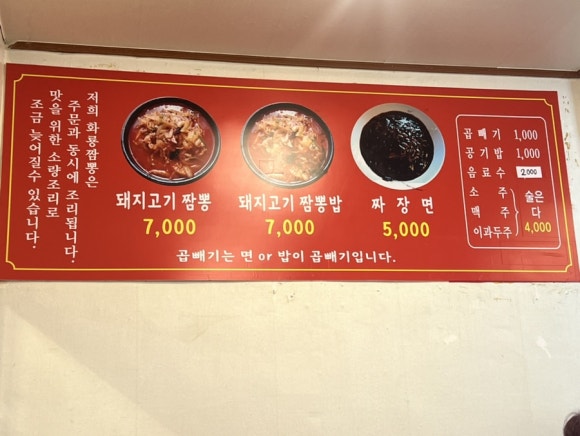 저희 화룡짬뽕은
주문과 동시에 조리됩니다.
맛을 위한 소량조리로
조금 늦어질수 있습니다.
돼지고기 짬뽕
7,000
돼지고기 짬뽕밥
7,000
짜장면
5,000
곱빼기는 면 or 밥이 곱빼기입니다.
곱빼기 1,000
공기밥 1,000
음료수 2000
소주
맥주
이과두주
술은
다
4,000